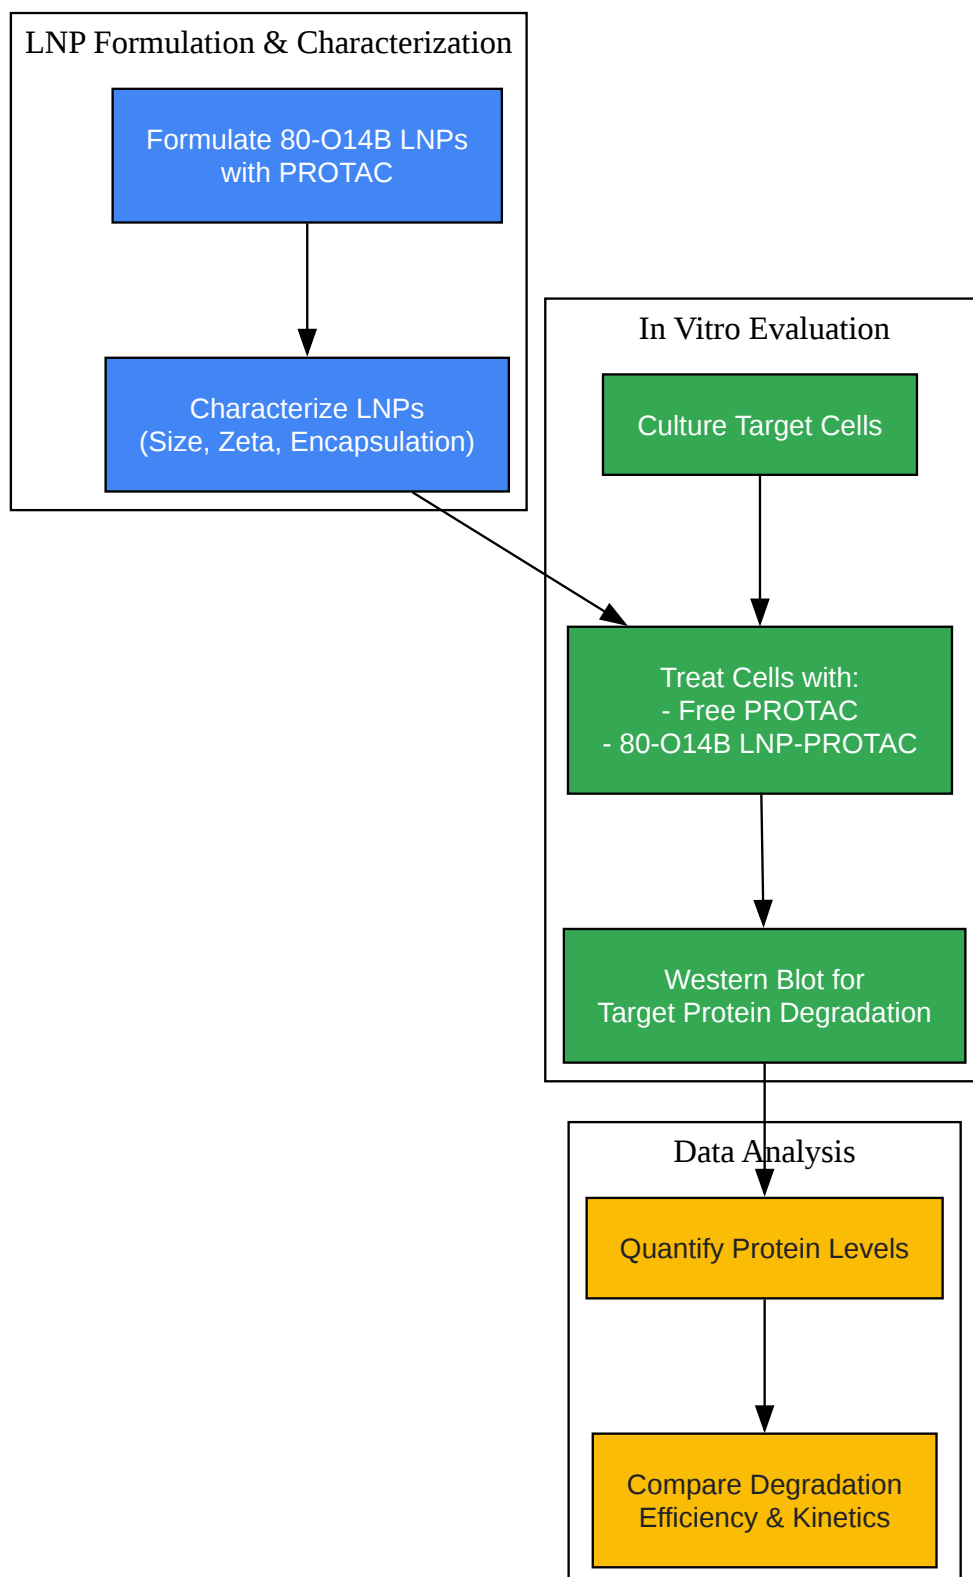 LNP Formulation & Characterization
Formulate 80-O14B LNPs
with PROTAC
Characterize LNPs
(Size, Zeta, Encapsulation)
In Vitro Evaluation
Culture Target Cells
Treat Cells with:
- Free PROTAC
- 80-O14B LNP-PROTAC
Western Blot for
Target Protein Degradation
Data Analysis
Quantify Protein Levels
Compare Degradation
Efficiency & Kinetics